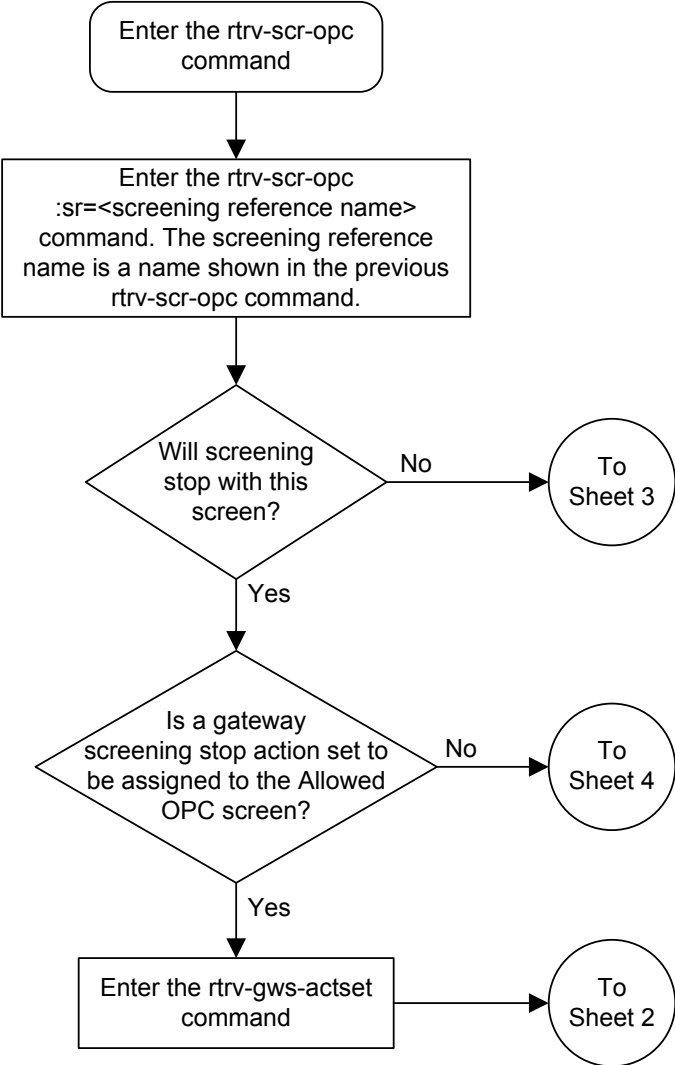 Enter the rtrv-scr-opc
command
Enter the rtrv-scr-opc
:sr=<screening reference name>
command. The screening reference
name is a name shown in the previous
rtrv-scr-opc command.
Will screening
stop with this
screen?
No
To
Sheet 3
Yes
Is a gateway
screening stop action set to
be assigned to the Allowed
OPC screen?
No
To
Sheet 4
Yes
Enter the rtrv-gws-actset
command
To
Sheet 2